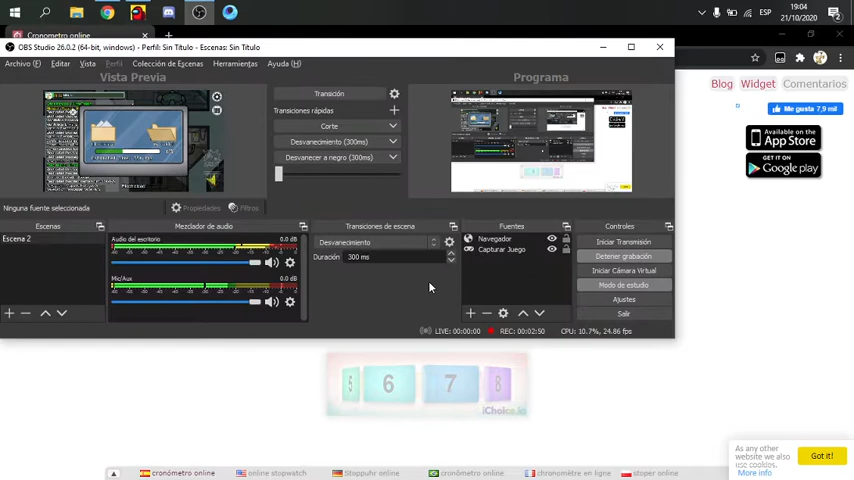 19:04
ESP
21/10/2020
Cronometro online
OBS Studio 26.0.2 (64-bit, windows) - Perfil: Sin Título - Escenas: Sin Título
Archivo (F) Editar Vista Perfil Colección de Escenas Herramientas Ayuda (H)
Vista Previa
Programa
Transición
Transiciones rápidas
Corte
Desvanecimiento (300ms)
Desvanecer a negro (300ms)
Ninguna fuente seleccionada
Propiedades
Filtros
Escenas
Mezclador de audio
Transiciones de escena
Fuentes
Controles
Escena 2
Audio del escritorio 0.0 dB
Mic/Aux 0.0 dB
Desvanecimiento
Duración 300 ms
Navegador
Capturar Juego
Iniciar Transmisión
Detener grabación
Iniciar Cámara Virtual
Modo de estudio
Ajustes
Salir
LIVE: 00:00:00 REC: 00:02:50 CPU: 10.7%, 24.86 fps
Blog Widget Comentarios
Me gusta 7,9 mil
Available on the
App Store
GET IT ON
Google play
5 6 7 8
iChoice.in
cronómetro online
online stopwatch
Stoppuhr online
cronômetro online
chronomètre en ligne
stoper online
As any other
website we also
use cookies.
More info
Got it!